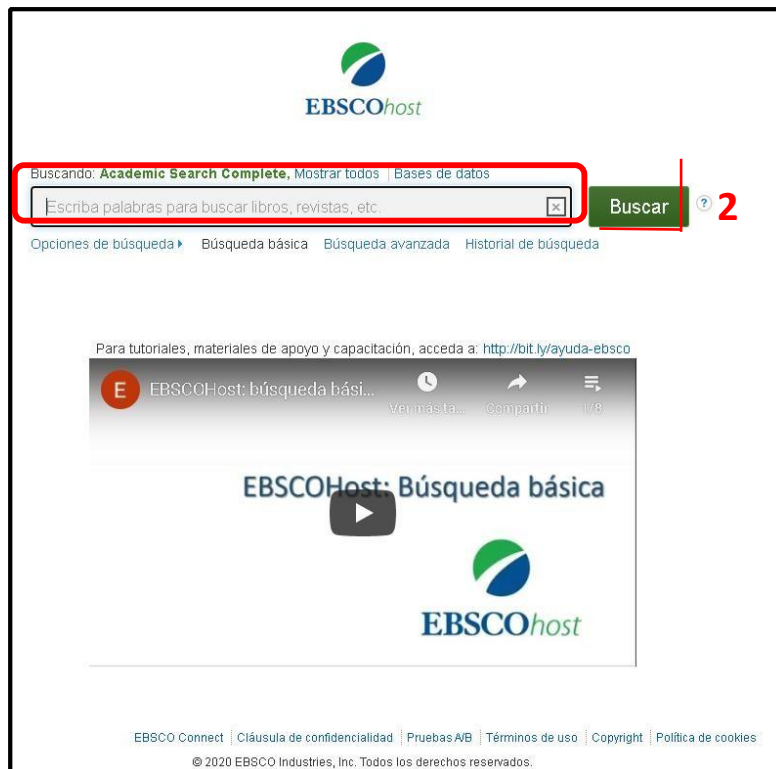 EBSCOhost
Buscando: Academic Search Complete, Mostrar todos | Bases de datos
Escriba palabras para buscar libros, revistas, etc. Buscar ? 2
Opciones de búsqueda Búsqueda básica Búsqueda avanzada Historial de búsqueda
Para tutoriales, materiales de apoyo y capacitación, acceda a: http://bit.ly/ayuda-ebsco
E EBSCOHost: búsqueda bási...
Ver más ta... Compartir 1/8
EBSCOHost: Búsqueda básica
EBSCOhost
EBSCO Connect | Cláusula de confidencialidad | Pruebas A/B | Términos de uso | Copyright | Política de cookies
© 2020 EBSCO Industries, Inc. Todos los derechos reservados.